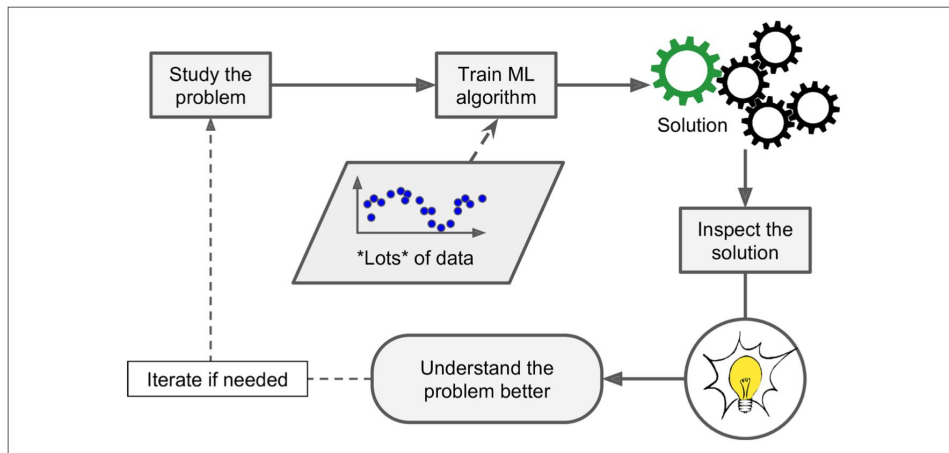 Study the
problem
Train ML
algorithm
Solution
*Lots* of data
Inspect the
solution
Understand the
problem better
Iterate if needed